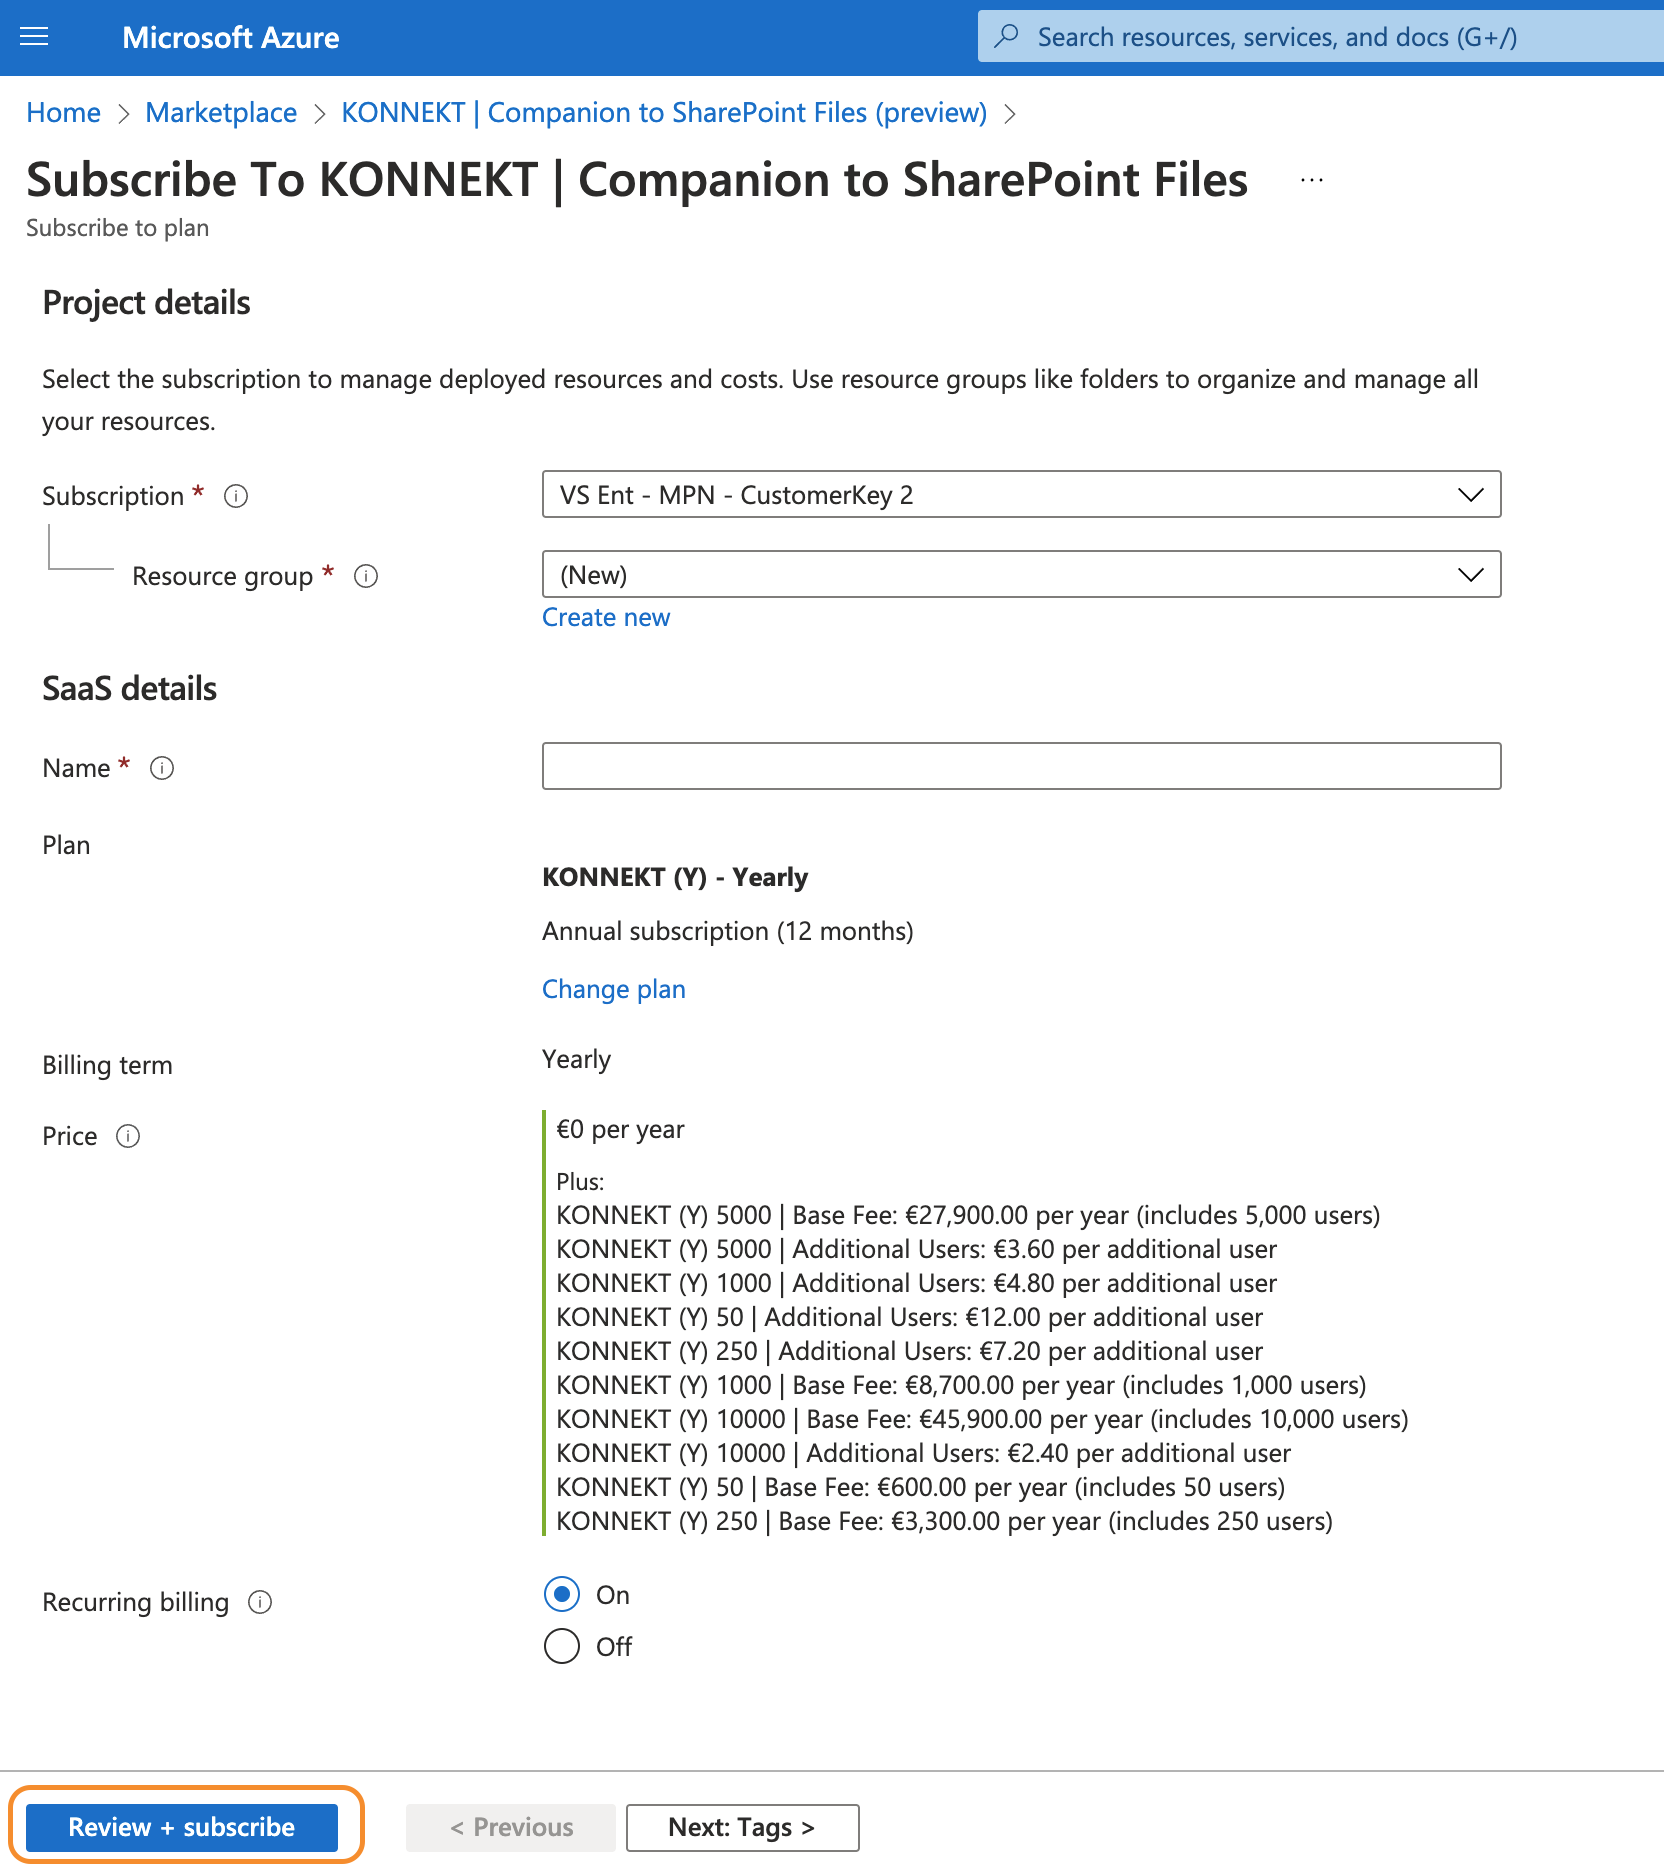 Microsoft Azure
Search resources, services, and docs (G+/)
Home > Marketplace > KONNEKT | Companion to SharePoint Files (preview) >
Subscribe To KONNEKT | Companion to SharePoint Files ...
Subscribe to plan
Project details
Select the subscription to manage deployed resources and costs. Use resource groups like folders to organize and manage all
your resources.
Subscription *
VS Ent - MPN - CustomerKey 2
Resource group *
(New)
Create new
SaaS details
Name *
Plan
KONNEKT (Y) - Yearly
Annual subscription (12 months)
Change plan
Billing term
Yearly
Price
€0 per year
Plus:
KONNEKT (Y) 5000 | Base Fee: €27,900.00 per year (includes 5,000 users)
KONNEKT (Y) 5000 | Additional Users: €3.60 per additional user
KONNEKT (Y) 1000 | Additional Users: €4.80 per additional user
KONNEKT (Y) 50 | Additional Users: €12.00 per additional user
KONNEKT (Y) 250 | Additional Users: €7.20 per additional user
KONNEKT (Y) 1000 | Base Fee: €8,700.00 per year (includes 1,000 users)
KONNEKT (Y) 10000 | Base Fee: €45,900.00 per year (includes 10,000 users)
KONNEKT (Y) 10000 | Additional Users: €2.40 per additional user
KONNEKT (Y) 50 | Base Fee: €600.00 per year (includes 50 users)
KONNEKT (Y) 250 | Base Fee: €3,300.00 per year (includes 250 users)
Recurring billing
On
Off
Review + subscribe
< Previous
Next: Tags >